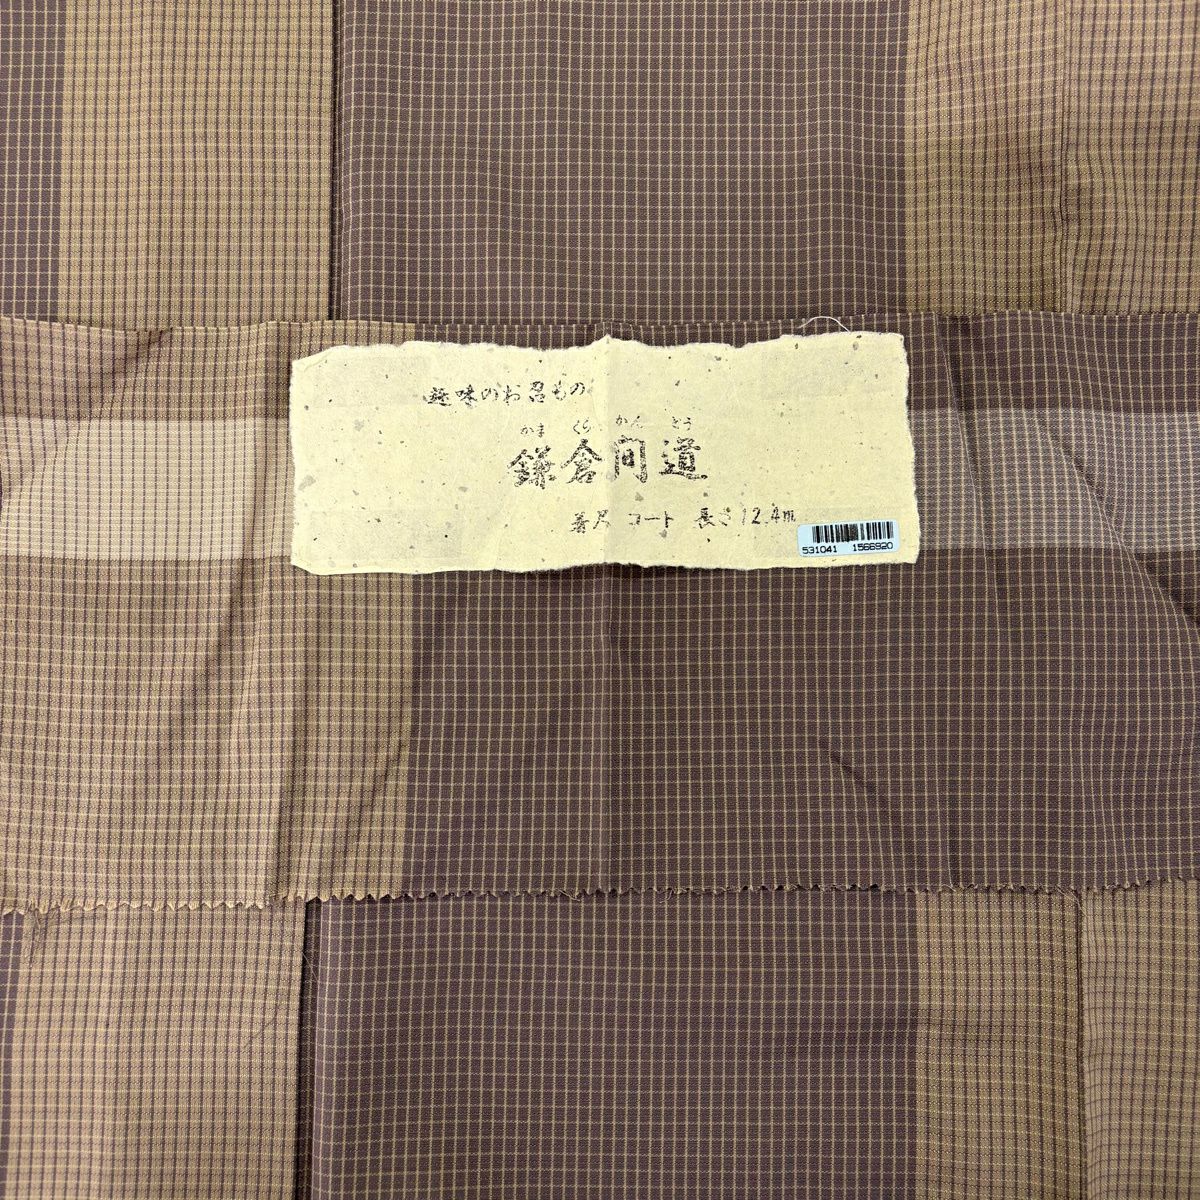 趣味のお召もの
かま くら かん とう
鎌倉間道
着尺 コート 長さ12.4m
531041 1566920